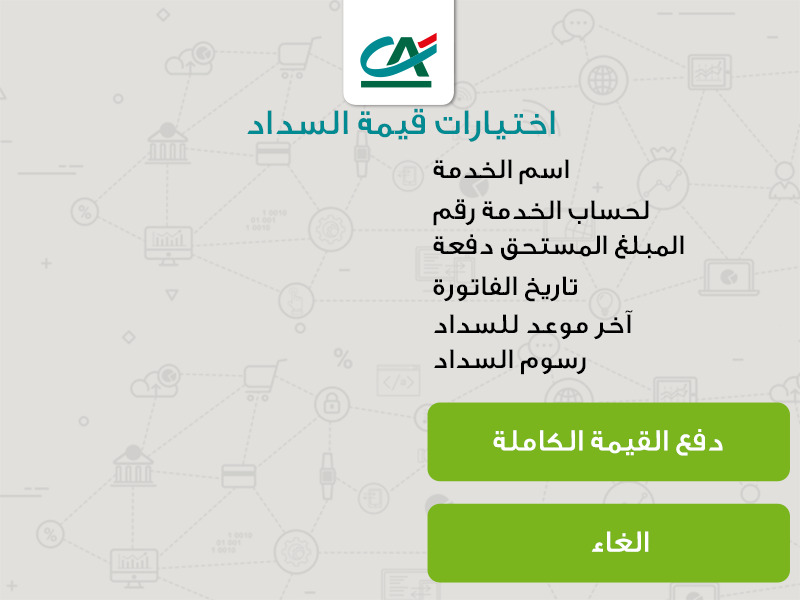 CA
اختيارات قيمة السداد
اسم الخدمة
لحساب الخدمة رقم
المبلغ المستحق دفعة
تاريخ الفاتورة
آخر موعد للسداد
رسوم السداد
دفع القيمة الكاملة
الغاء